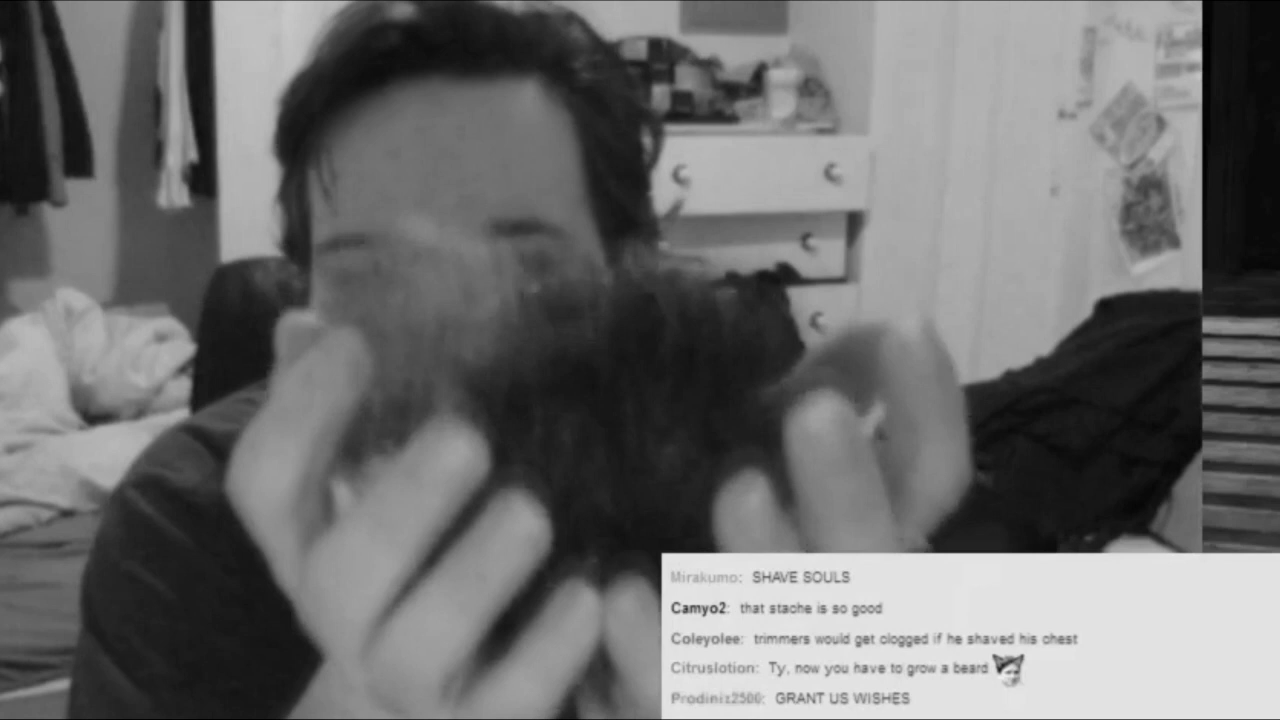 Mirakumo: SHAVE SOULS
Camyo2: that stache is so good
Coleyolee: trimmers would get clogged if he shaved his chest
Citruslotion: Ty, now you have to grow a beard
Prodiniz2500: GRANT US WISHES